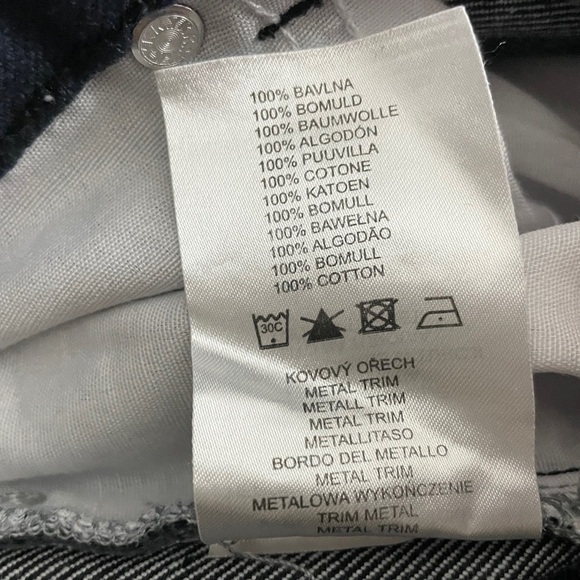 100% BAVLNA
100% BOMULD
100% BAUMWOLLE
100% ALGODÓN
100% PUUVILLA
100% COTONE
100% KATOEN
100% BOMULL
100% BAWEŁNA
100% ALGODÃO
100% BOMULL
100% COTTON
30C
KOVOVÝ OŘECH
METAL TRIM
METALL TRIM
METAL TRIM
METALLITASO
BORDO DEL METALLO
METAL TRIM
METALOWA WYKOŃCZENIE
TRIM METAL
METAL TRIM